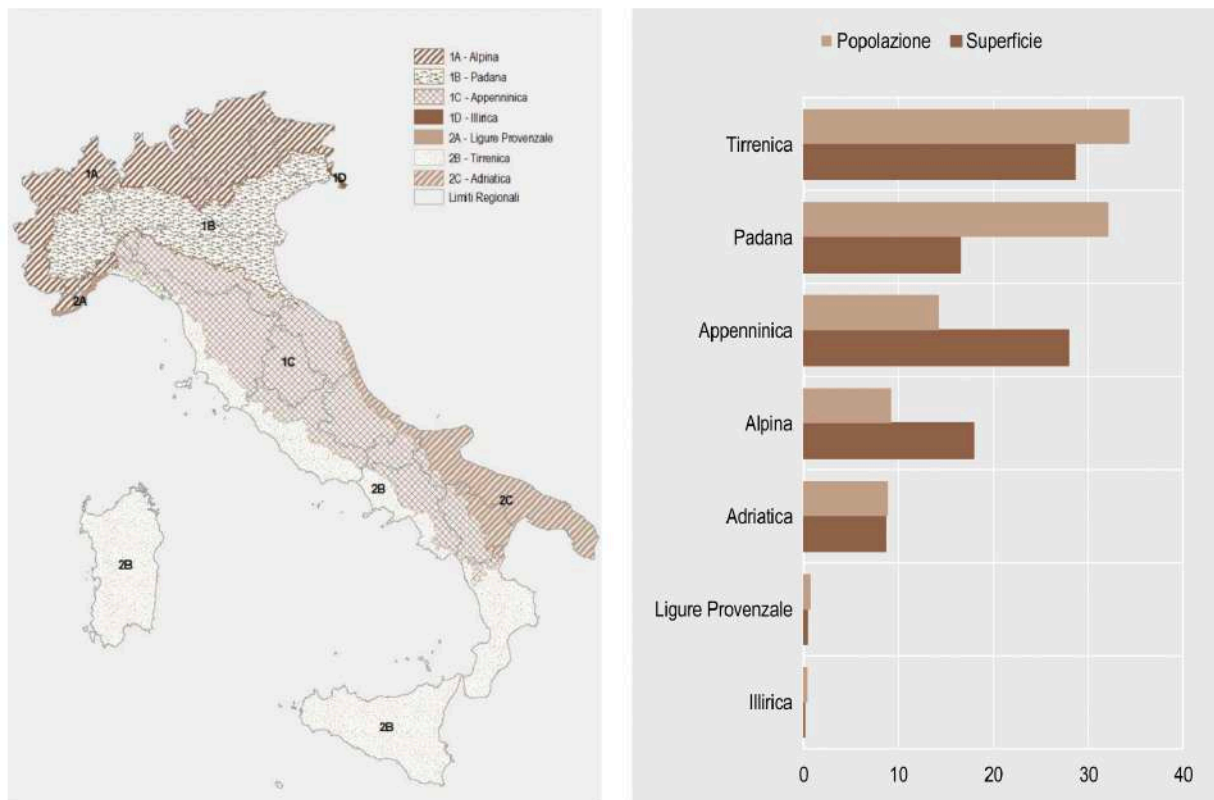 1A - Alpina
1B - Padana
1C - Appenninica
1D - Illirica
2A - Ligure Provenzale
2B - Tirrenica
2C - Adriatica
Limiti Regionali
1A
1D
1B
2A
1C
2B
2C
2B
2B
Popolazione Superficie
Tirrenica
Padana
Appenninica
Alpina
Adriatica
Ligure Provenzale
Illirica
0 10 20 30 40